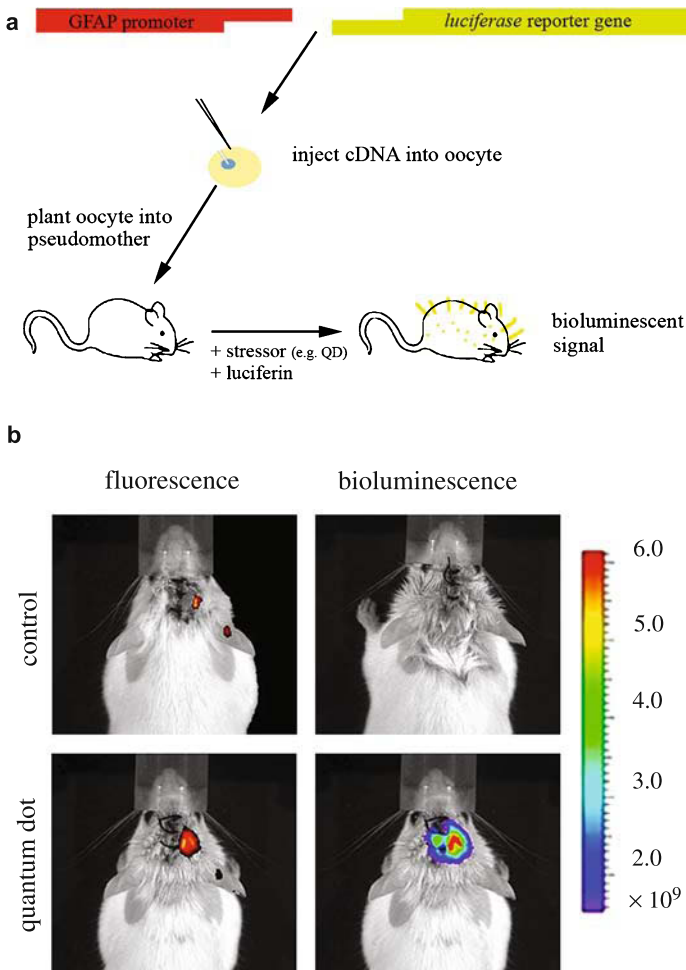 a
GFAP promoter
luciferase reporter gene
inject cDNA into oocyte
plant oocyte into
pseudomother
+ stressor (e.g. QD)
+ luciferin
bioluminescent
signal
b
fluorescence
bioluminescence
control
quantum dot
6.0
5.0
4.0
3.0
2.0
× 10⁹